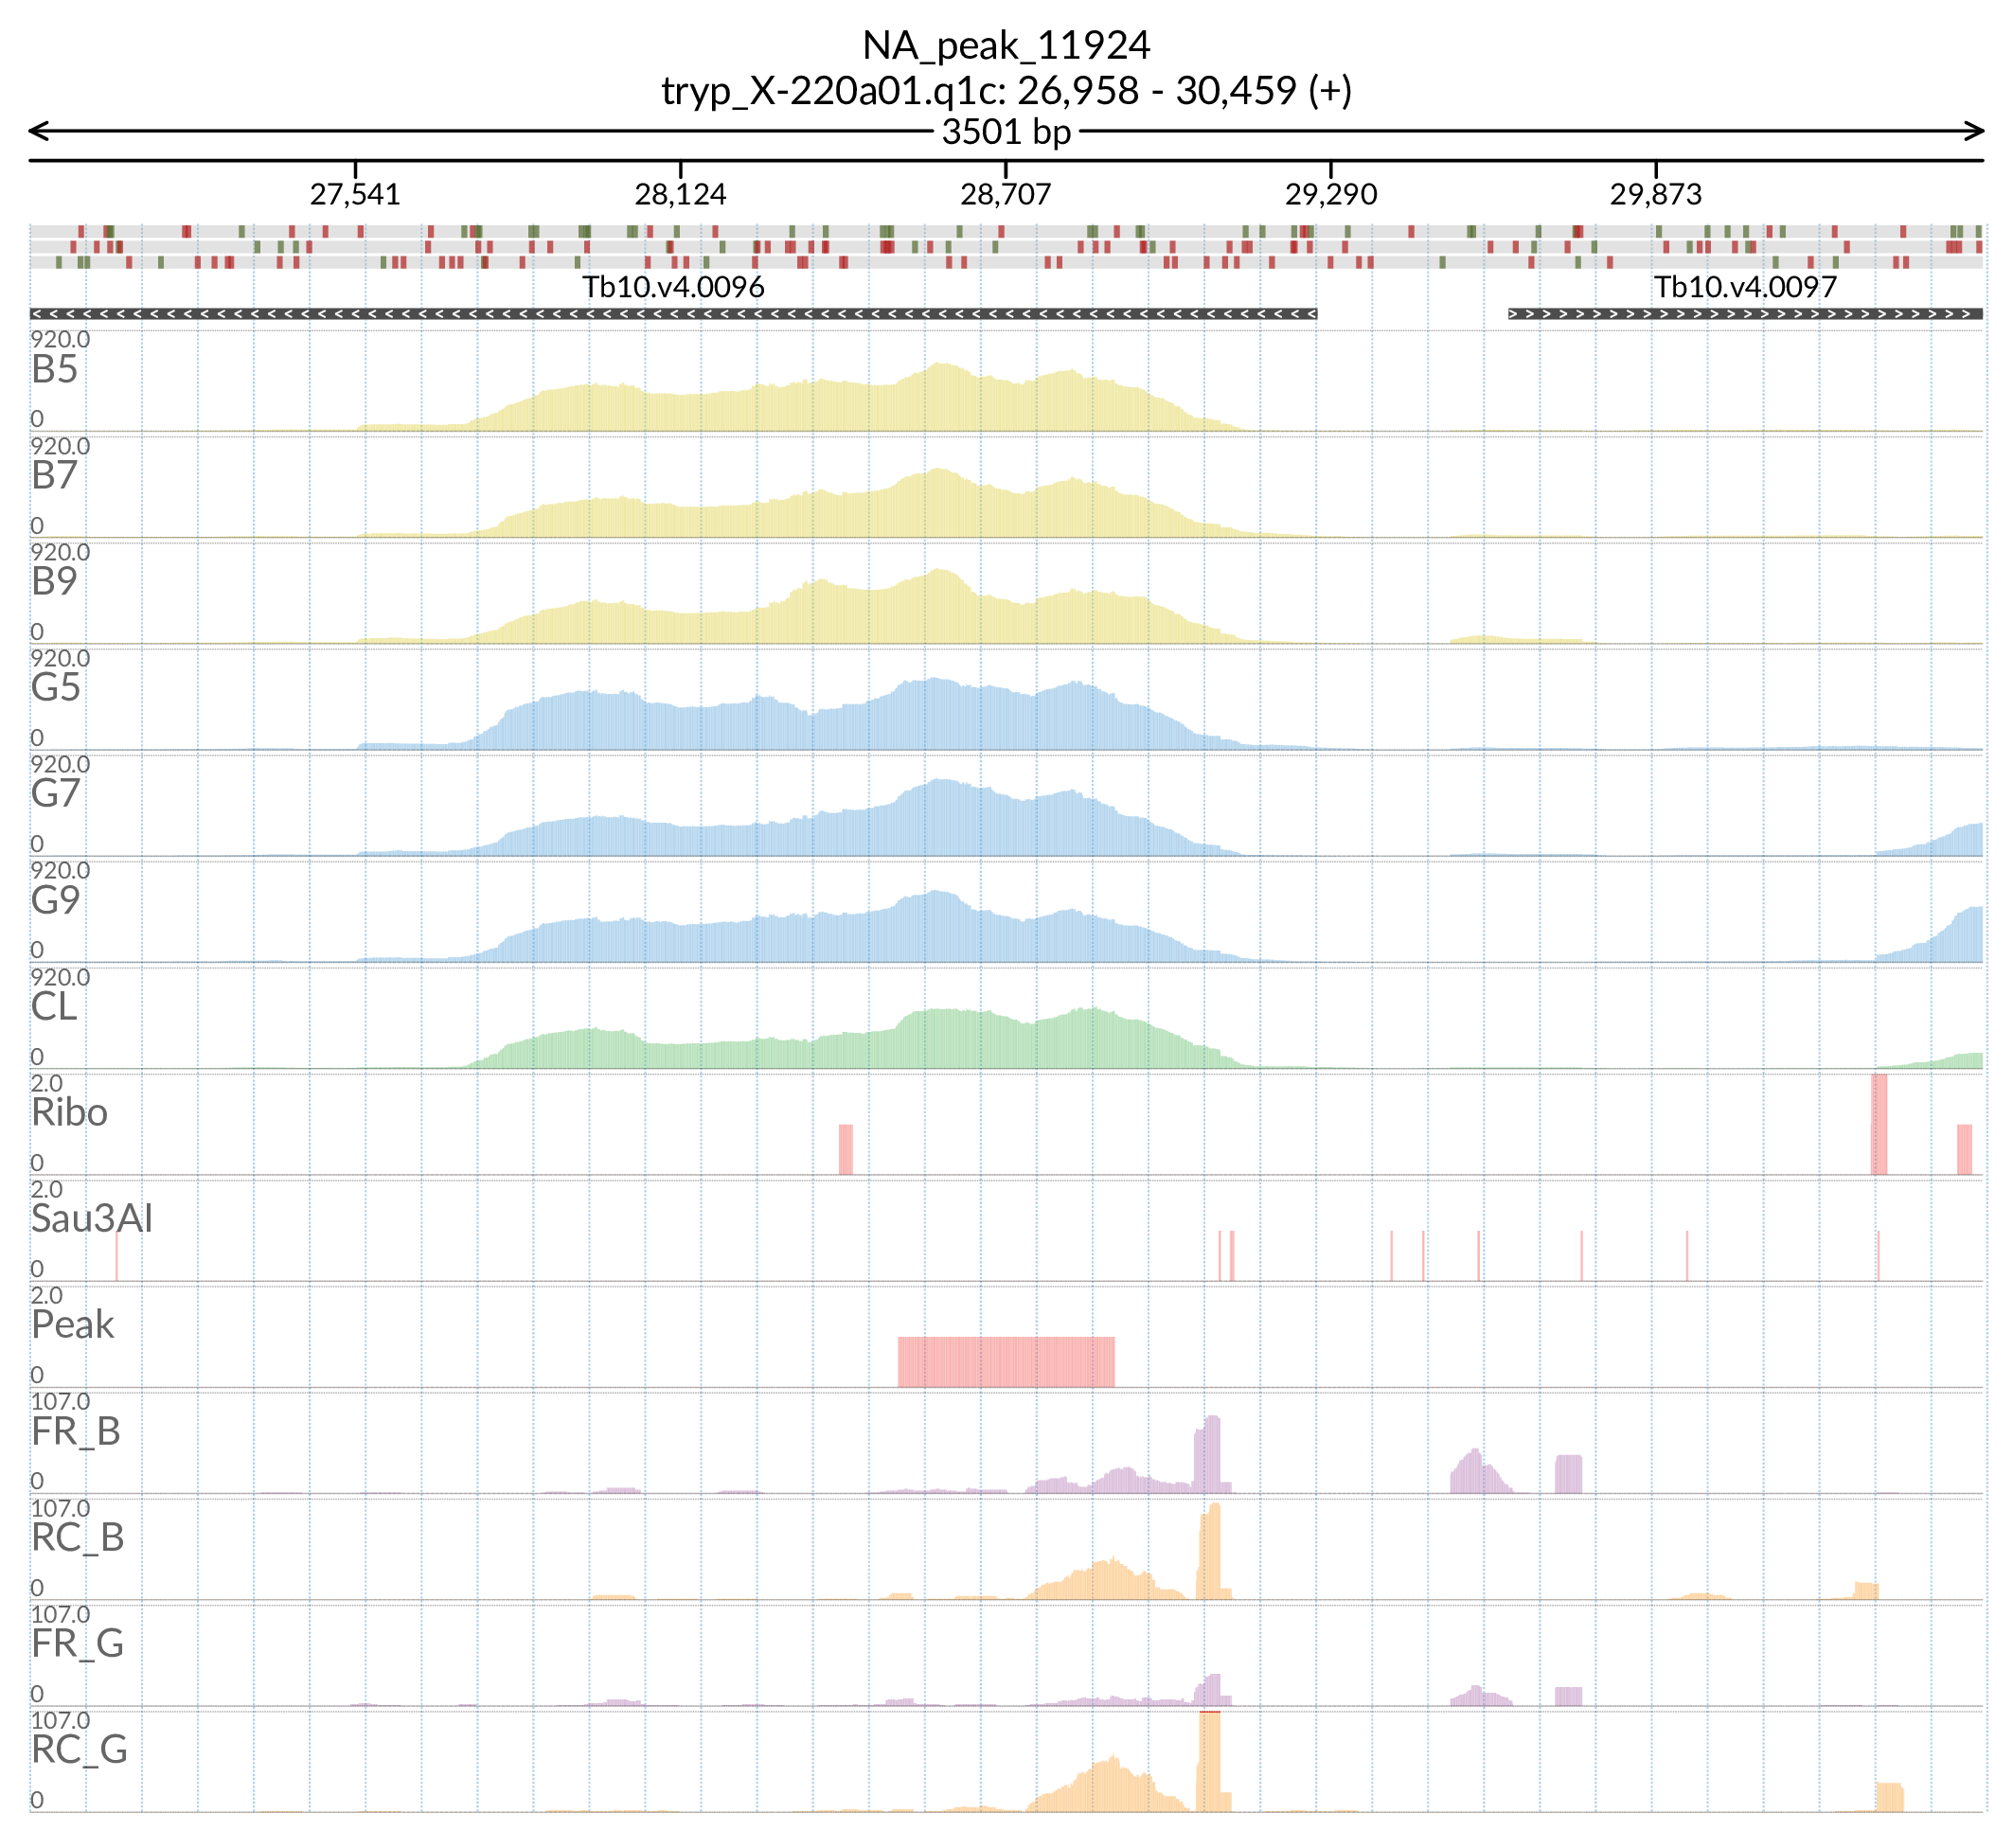 NA_peak_11924
tryp_X-220a01.q1c: 26,958 - 30,459 (+)
3501 bp
27,541 28,124 28,707 29,290 29,873
Tb10.v4.0096 Tb10.v4.0097
920.0
B5
0
920.0
B7
0
920.0
B9
0
920.0
G5
0
920.0
G7
0
920.0
G9
0
920.0
CL
0
2.0
Ribo
0
2.0
Sau3AI
0
2.0
Peak
0
107.0
FR_B
0
107.0
RC_B
0
107.0
FR_G
0
107.0
RC_G
0